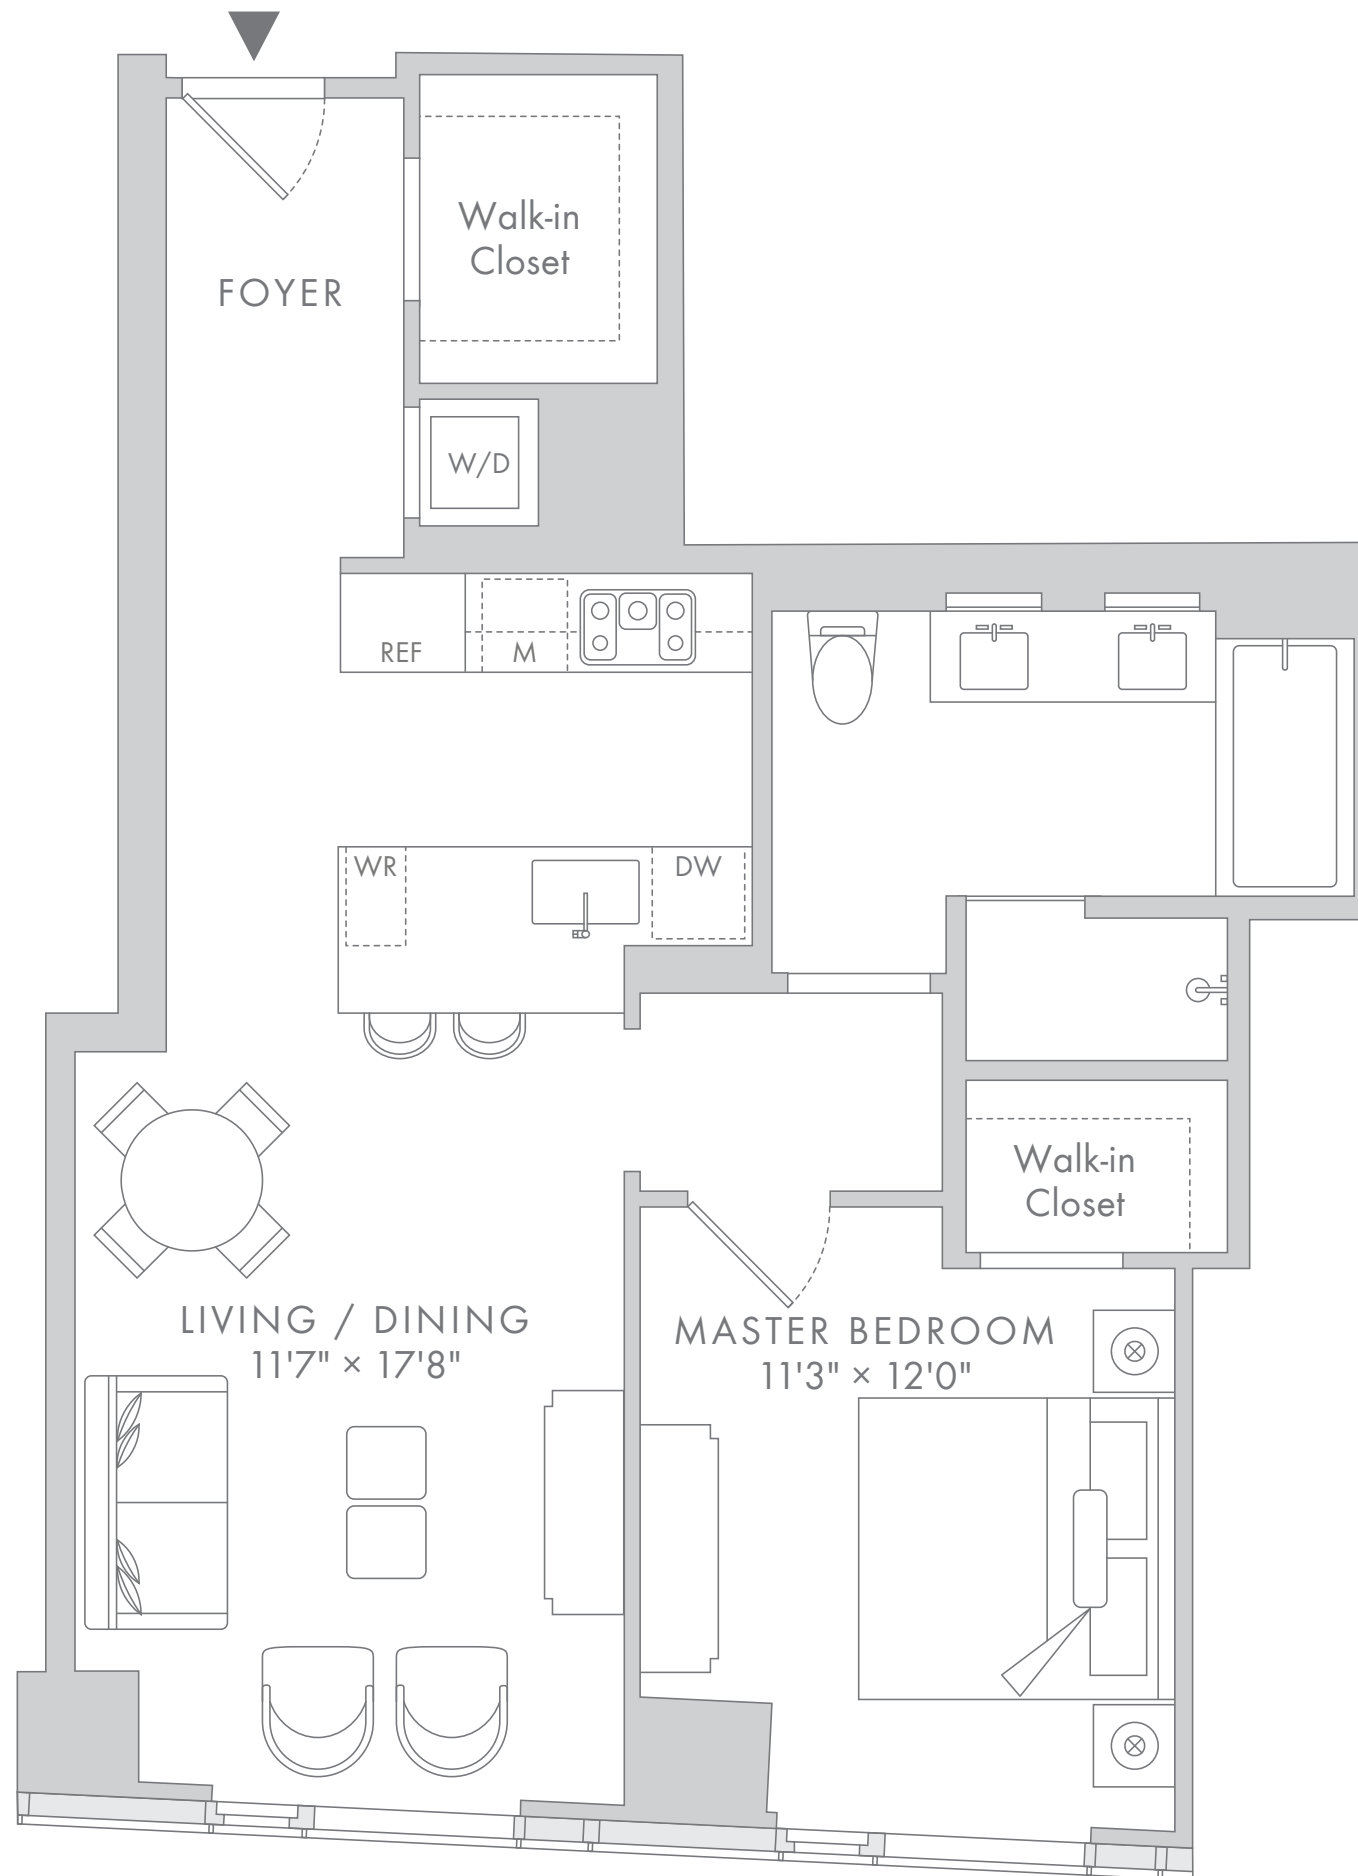 Walk-in
Closet
FOYER
W/D
REF
M
WR
DW
Walk-in
Closet
LIVING / DINING
11'7" × 17'8"
MASTER BEDROOM
11'3" × 12'0"